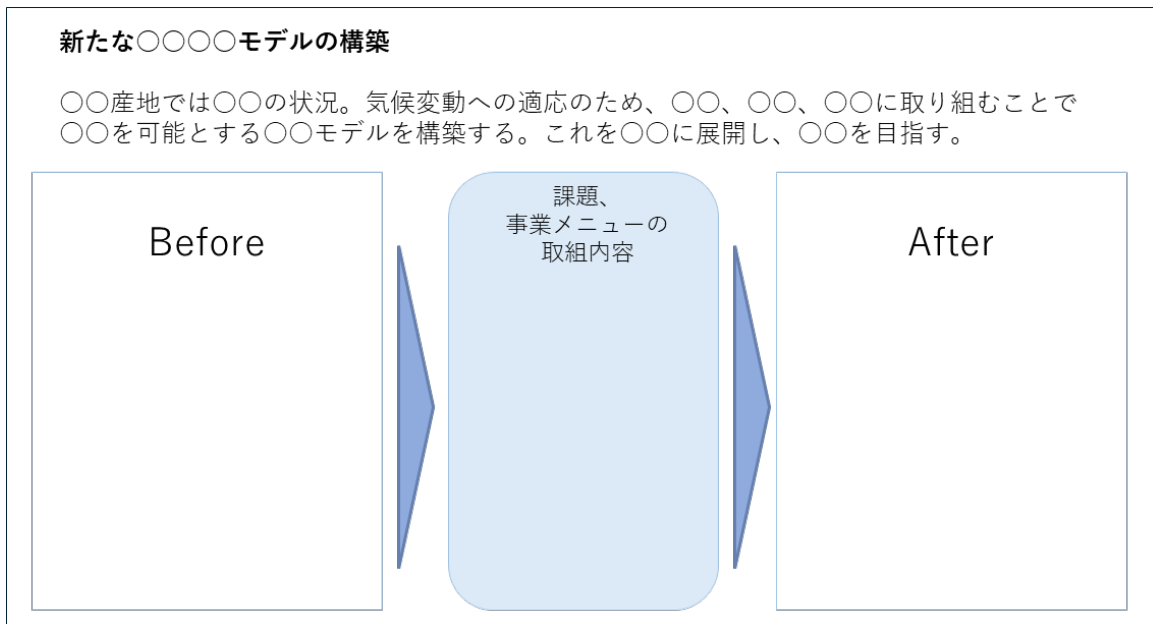 新たな○○○○モデルの構築
○○産地では○○の状況。気候変動への適応のため、○○、○○、○○に取り組むことで
○○を可能とする○○モデルを構築する。これを○○に展開し、○○を目指す。
Before
課題、
事業メニューの
取組内容
After